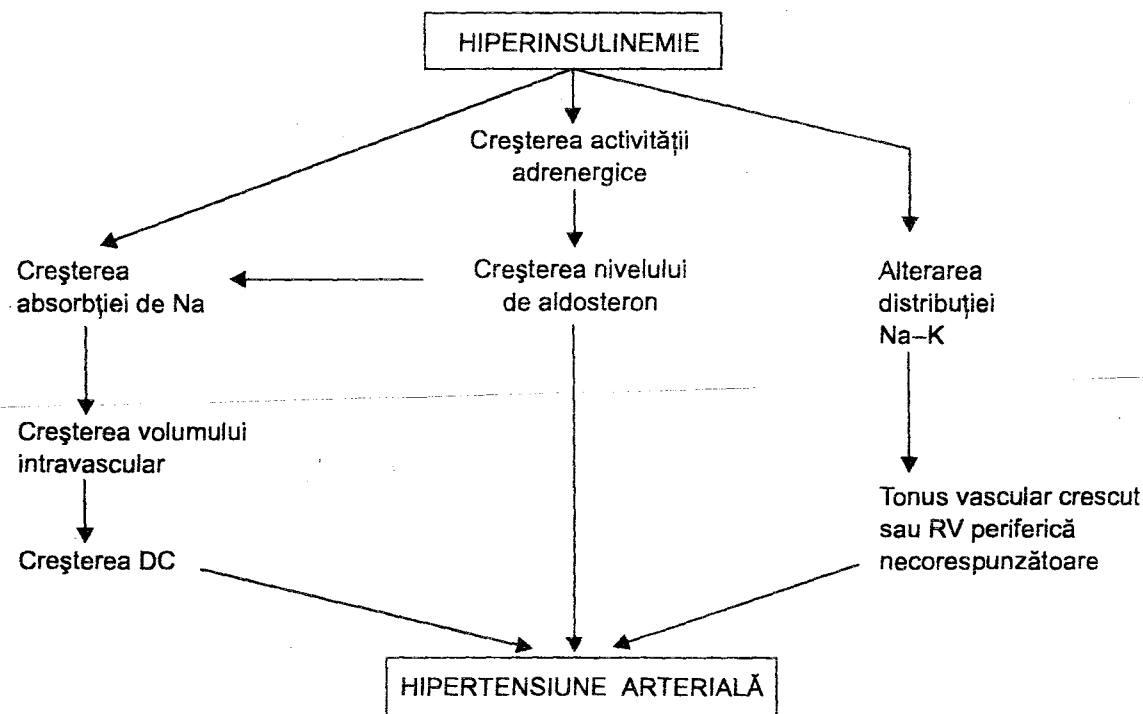 HIPERINSULINEMIE
Creşterea activităţii
adrenergice
Creşterea
absorbţiei de Na
Creşterea nivelului
de aldosteron
Alterarea
distribuţiei
Na–K
Creşterea volumului
intravascular
Creşterea DC
Tonus vascular crescut
sau RV periferică
necorespunzătoare
HIPERTENSIUNE ARTERIALĂ